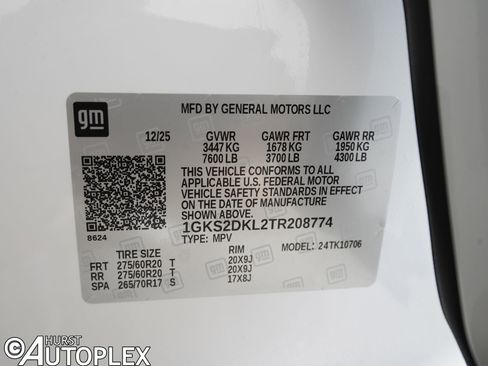 gm
MFD BY GENERAL MOTORS LLC
12/25 GVWR GAWR FRT GAWR RR
3447 KG 1678 KG 1950 KG
7600 LB 3700 LB 4300 LB
THIS VEHICLE CONFORMS TO ALL
APPLICABLE U.S. FEDERAL MOTOR
VEHICLE SAFETY STANDARDS IN EFFECT
ON THE DATE OF MANUFACTURE
SHOWN ABOVE.
8624
1GKS2DKL2TR208774
TYPE: MPV MODEL: 24TK10706
TIRE SIZE RIM
FRT 275/60R20 T 20X9J
RR 275/60R20 T 20X9J
SPA 265/70R17 S 17X8J
© HURST
AUTOPLEX